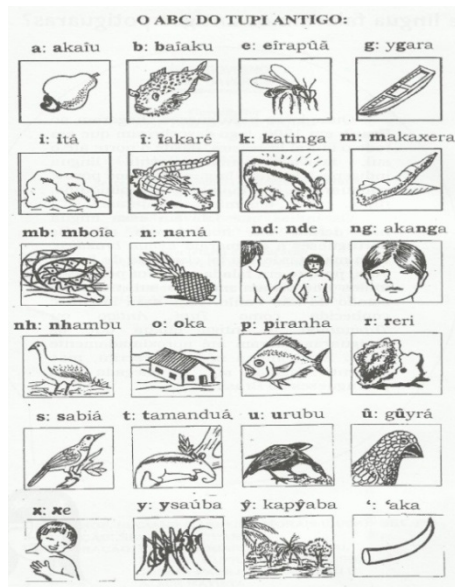 O ABC DO TUPI ANTIGO:
a: akaîu b: baîaku e: eîrapûã g: ygara
i: itá î: îakaré k: katinga m: makaxera
mb: mboîa n: naná nd: nde ng: akanga
nh: nhambu o: oka p: piranha r: reri
s: sabiá t: tamanduá u: urubu û: gûyrá
x: xe y: ysaúba ŷ: kapŷaba ‘: ‘aka